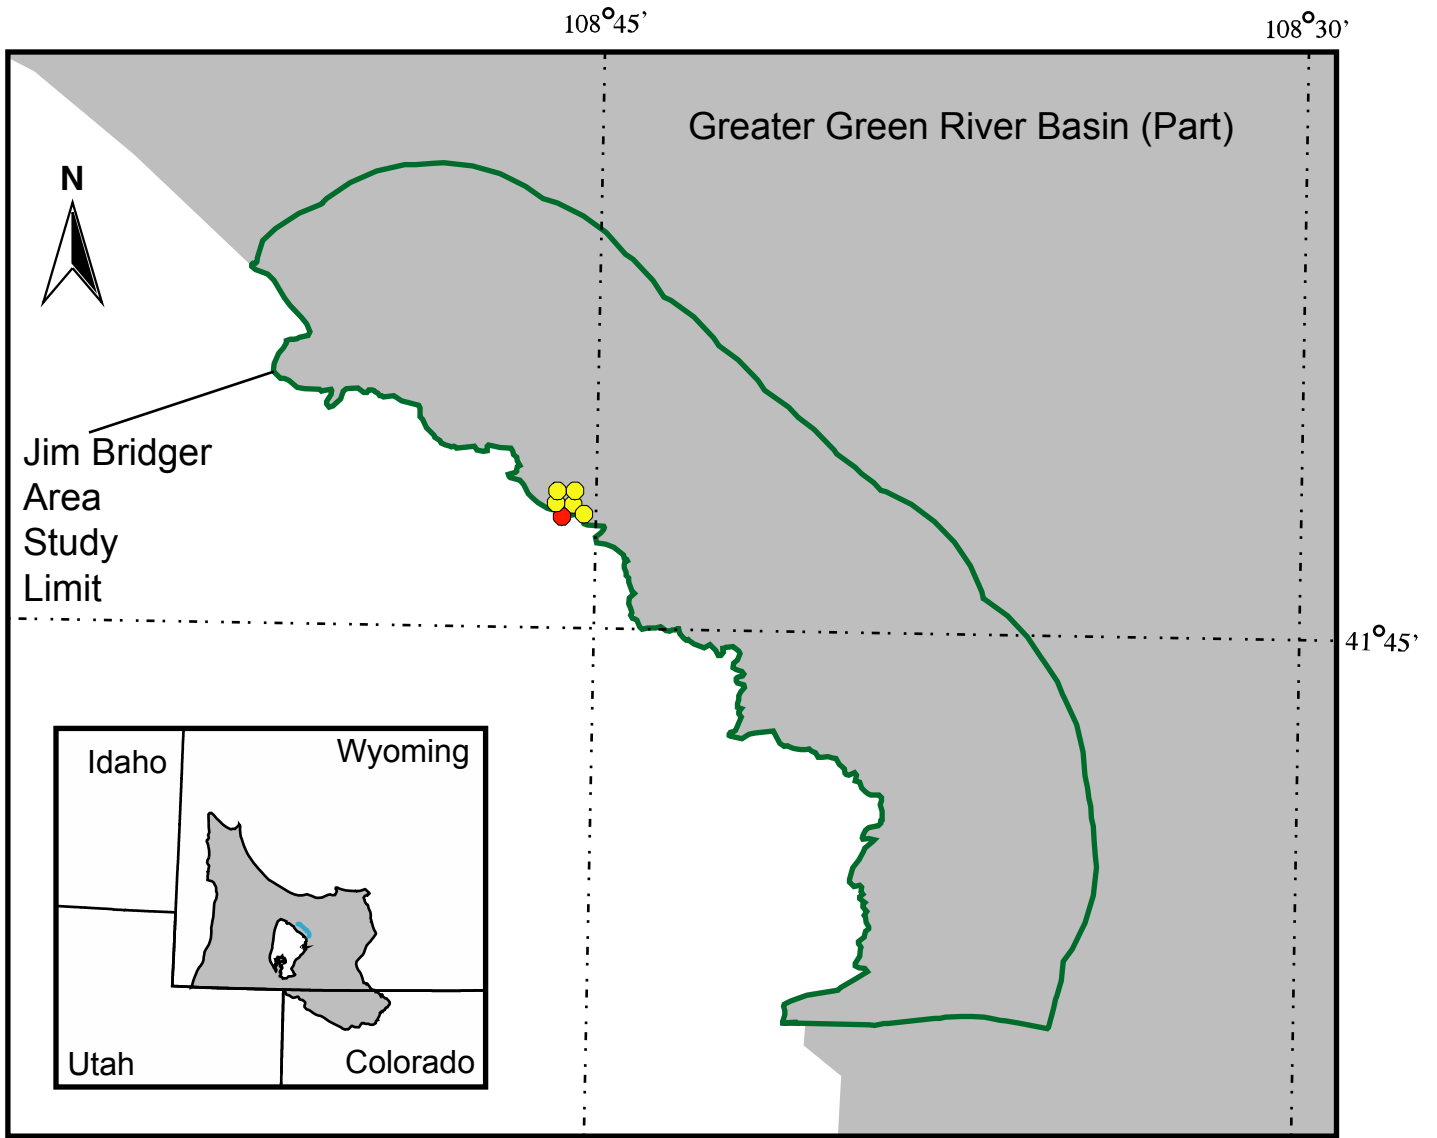 108°45’
108°30’
Greater Green River Basin (Part)
N
Jim Bridger
Area
Study
Limit
41°45’
Idaho
Wyoming
Utah
Colorado